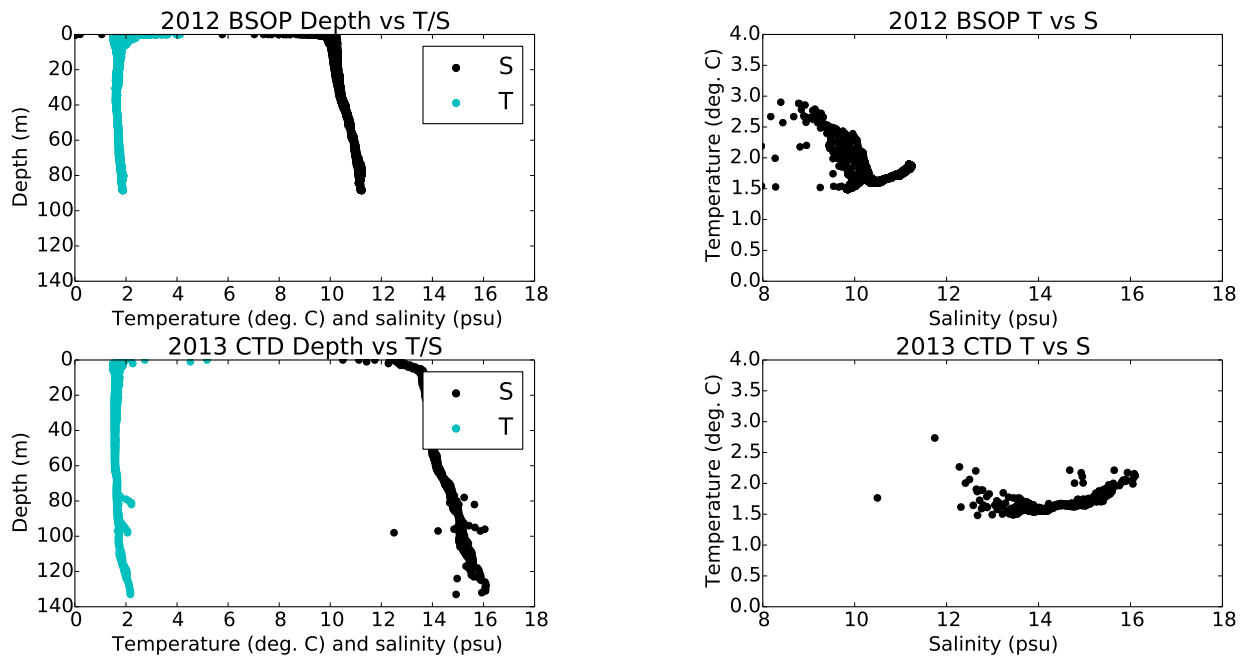 2012 BSOP Depth vs T/S
0
20
40
60
80
100
120
140
Depth (m)
S
T
0 2 4 6 8 10 12 14 16 18
Temperature (deg. C) and salinity (psu)
2012 BSOP T vs S
4.0
3.5
3.0
2.5
2.0
1.5
1.0
0.5
0.0
Temperature (deg. C)
8 10 12 14 16 18
Salinity (psu)
2013 CTD Depth vs T/S
0
20
40
60
80
100
120
140
Depth (m)
S
T
0 2 4 6 8 10 12 14 16 18
Temperature (deg. C) and salinity (psu)
2013 CTD T vs S
4.0
3.5
3.0
2.5
2.0
1.5
1.0
0.5
0.0
Temperature (deg. C)
8 10 12 14 16 18
Salinity (psu)